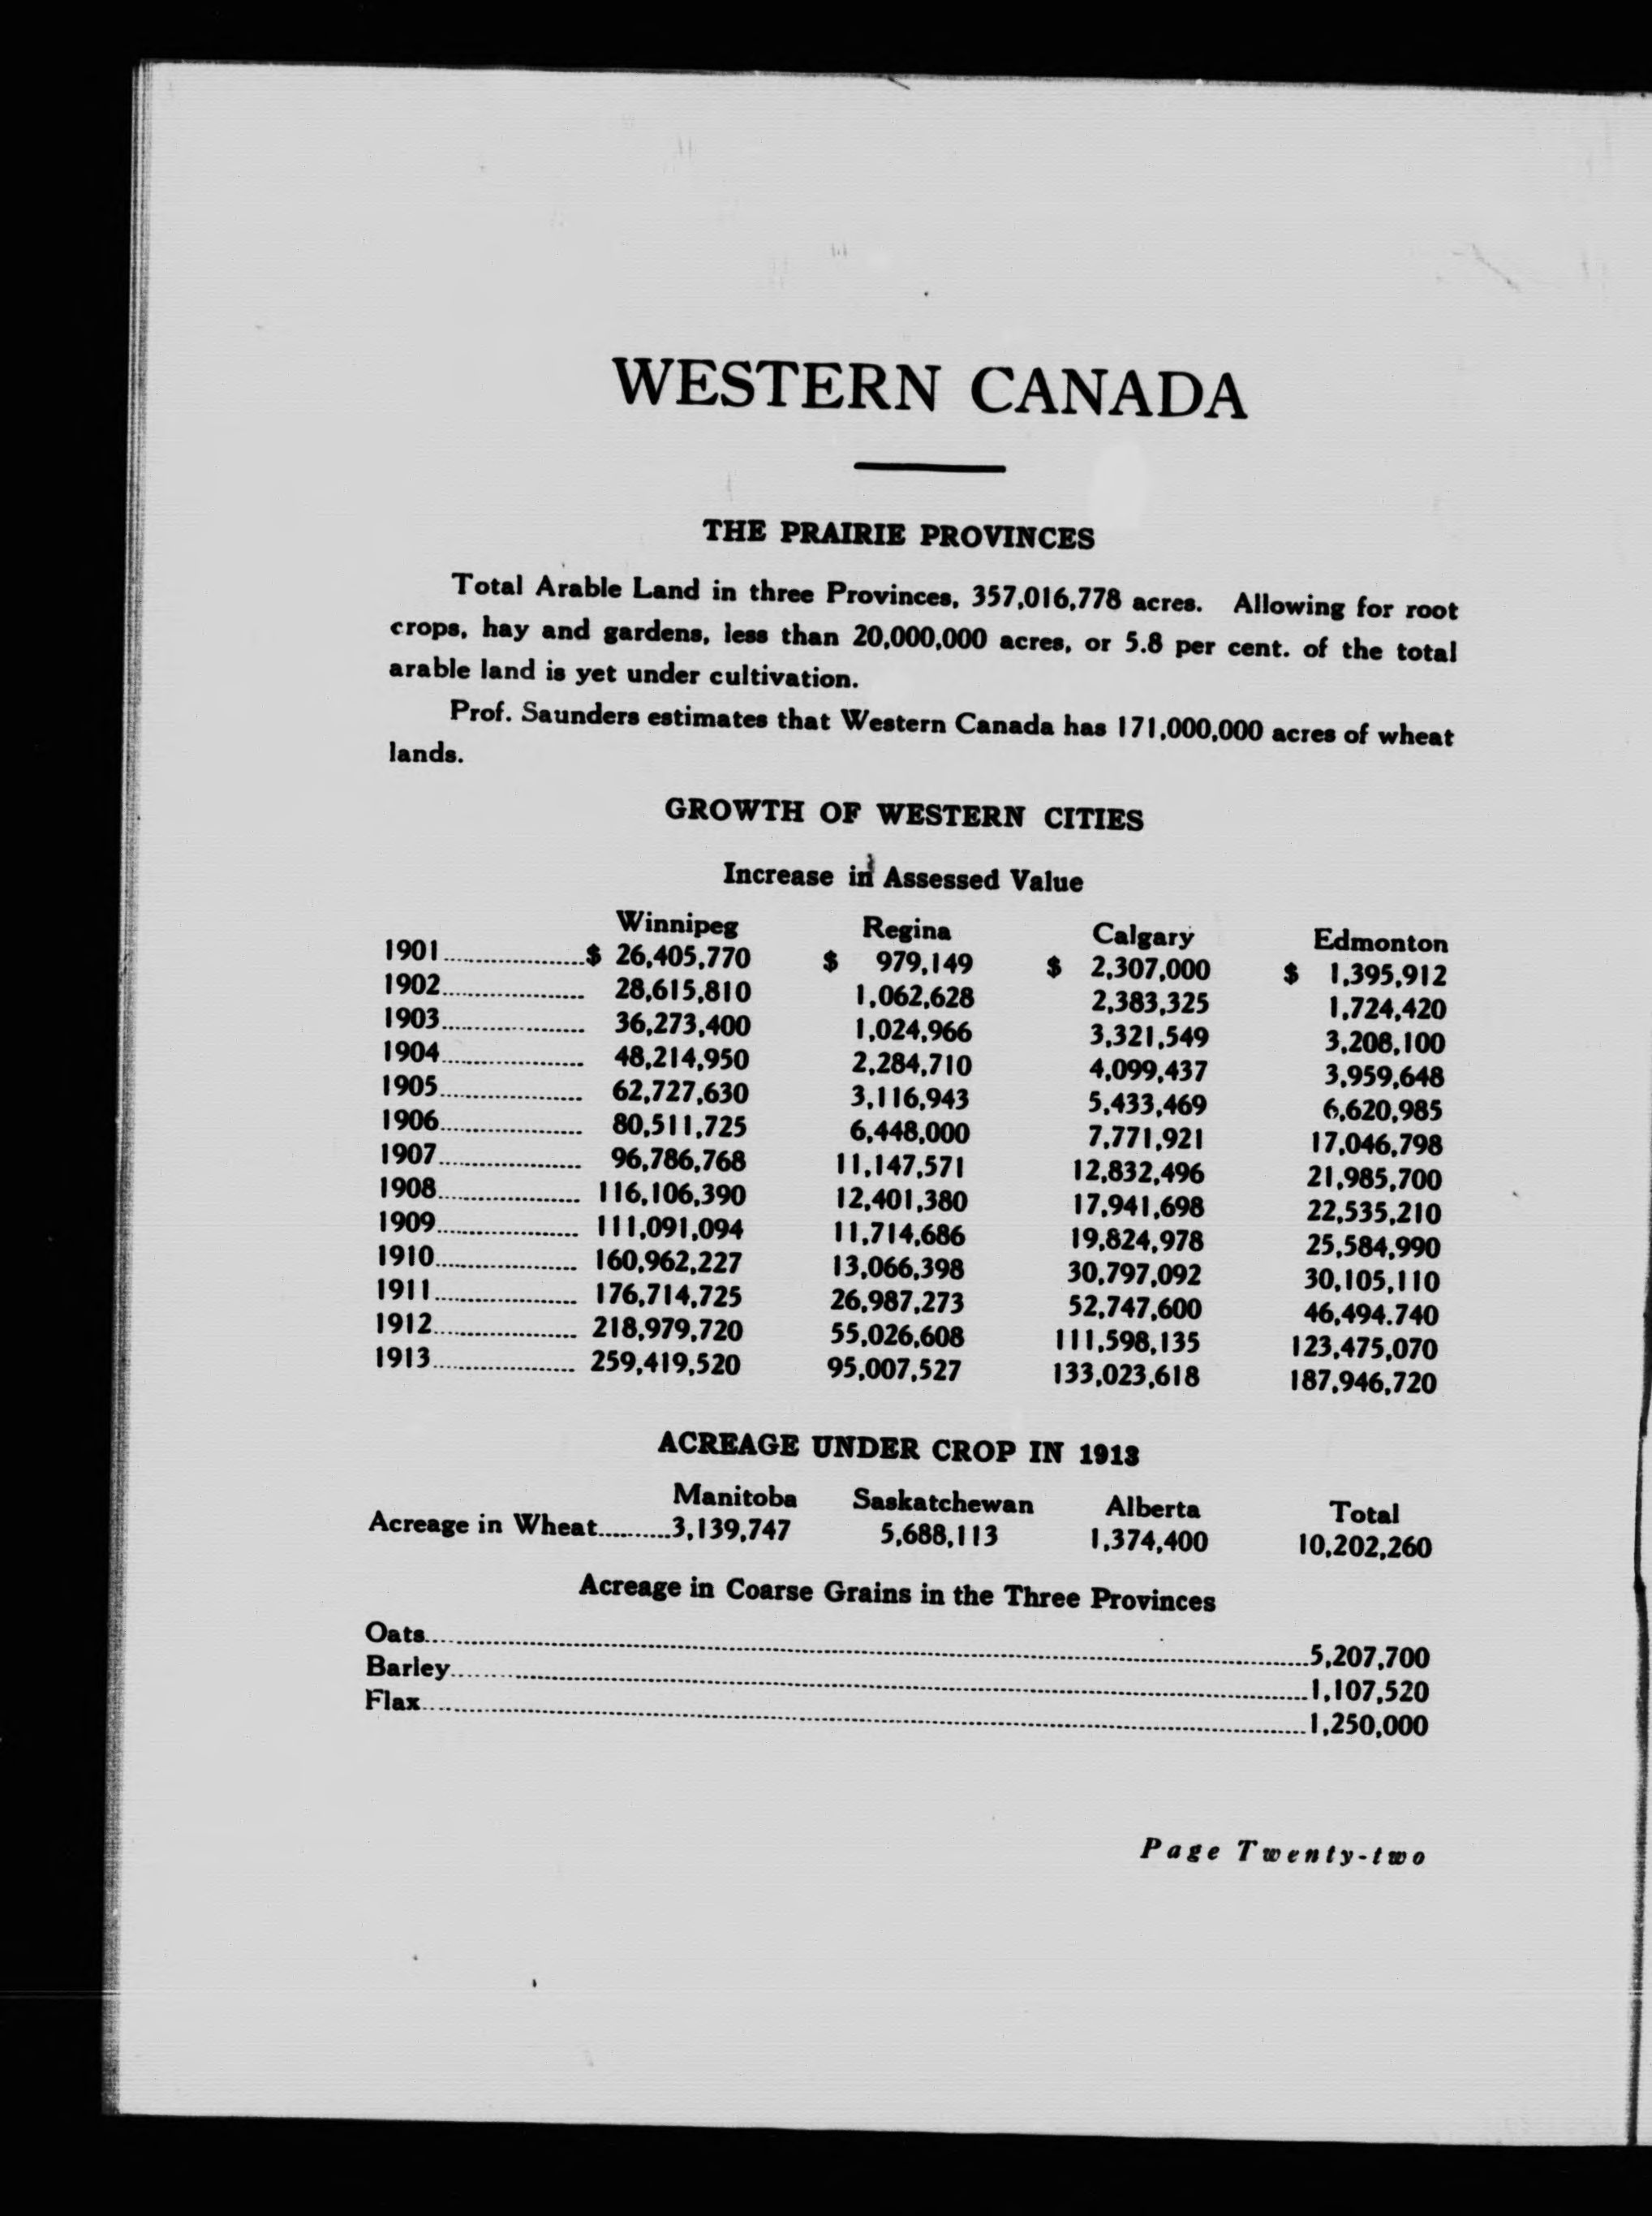 WESTERN CANADA
THE PRAIRIE PROVINCES
Total Arable Land in three Provinces, 357,016,778 acres. Allowing for root
crops, hay and gardens, less than 20,000,000 acres, or 5.8 per cent. of the total
arable land is yet under cultivation.
Prof. Saunders estimates that Western Canada has 171,000,000 acres of wheat
lands.
GROWTH OF WESTERN CITIES
Increase in Assessed Value
Winnipeg Regina Calgary Edmonton
1901....................$ 26,405,770 $ 979,149 $ 2,307,000 $ 1,395,912
1902.................... 28,615,810 1,062,628 2,383,325 1,724,420
1903.................... 36,273,400 1,024,966 3,321,549 3,208,100
1904.................... 48,214,950 2,284,710 4,099,437 3,959,648
1905.................... 62,727,630 3,116,943 5,433,469 6,620,985
1906.................... 80,511,725 6,448,000 7,771,921 17,046,798
1907.................... 96,786,768 11,147,571 12,832,496 21,985,700
1908.................... 116,106,390 12,401,380 17,941,698 22,535,210
1909.................... 111,091,094 11,714,686 19,824,978 25,584,990
1910.................... 160,962,227 13,066,398 30,797,092 30,105,110
1911.................... 176,714,725 26,987,273 52,747,600 46,494.740
1912.................... 218,979,720 55,026,608 111,598,135 123,475,070
1913.................... 259,419,520 95,007,527 133,023,618 187,946,720
ACREAGE UNDER CROP IN 1913
Manitoba Saskatchewan Alberta Total
Acreage in Wheat..........3,139,747 5,688,113 1,374,400 10,202,260
Acreage in Coarse Grains in the Three Provinces
Oats....................5,207,700
Barley....................1,107,520
Flax....................1,250,000
Page Twenty-two